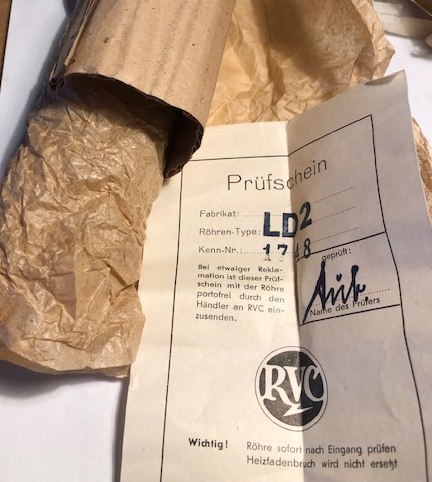 Prüfschein
Fabrikat:
Röhren-Type: LD2
Kenn-Nr.: 1748
Bei etwaiger Rekla-
mation ist dieser Prüf-
schein mit der Röhre
portofrei durch den
Händler an RVC ein-
zusenden.
geprüft:
Name des Prüfers
RVC
Wichtig! Röhre sofort nach Eingang prüfen
Heizfadenbruch wird nicht ersetzt